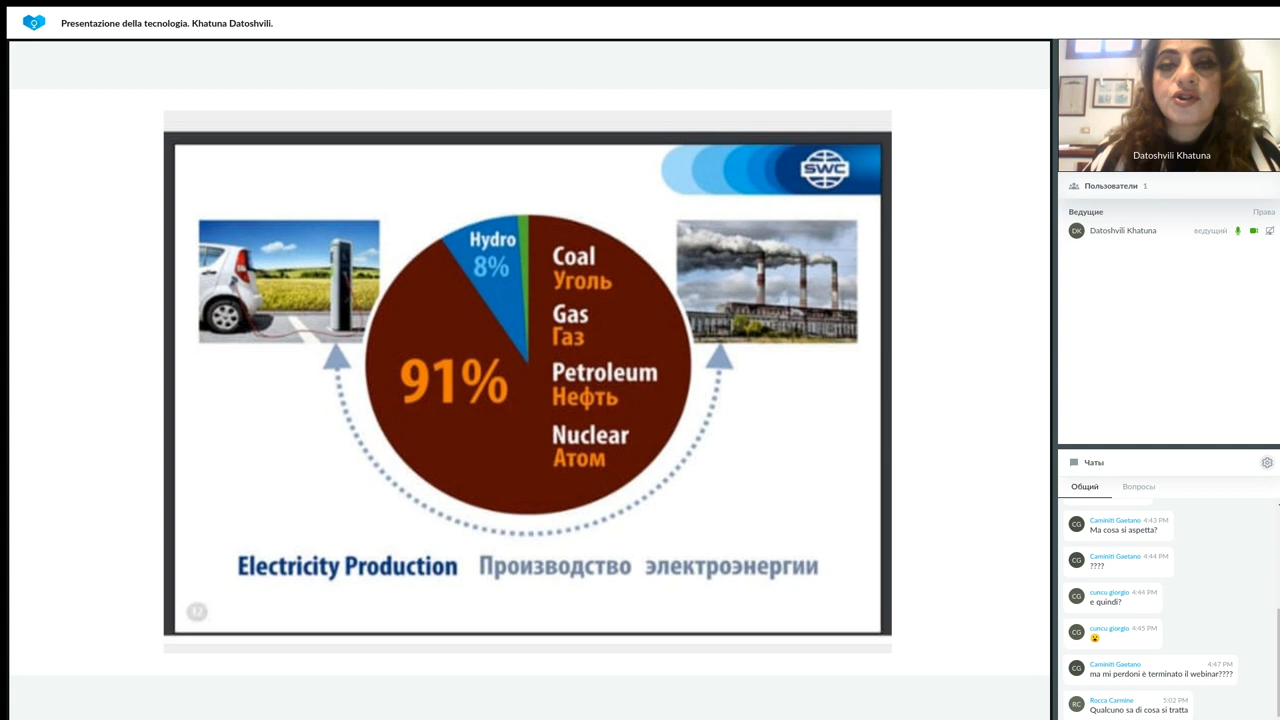 Presentazione della tecnologia. Khatuna Datoshvili.
SWC
Hydro
8%
91%
Coal
Уголь
Gas
Газ
Petroleum
Нефть
Nuclear
Атом
Electricity Production Производство электроэнергии
12
Datoshvili Khatuna
Пользователи 1
Ведущие Права
DK Datoshvili Khatuna ведущий
Чаты
Общий Вопросы
CG Caminiti Gaetano 4:43 PM
Ma cosa si aspetta?
CG Caminiti Gaetano 4:44 PM
????
CG cuncu giorgio 4:44 PM
e quindi?
CG cuncu giorgio 4:45 PM
😮
CG Caminiti Gaetano 4:47 PM
ma mi perdoni è terminato il webinar????
RC Rocca Carmine 5:02 PM
Qualcuno sa di cosa si tratta